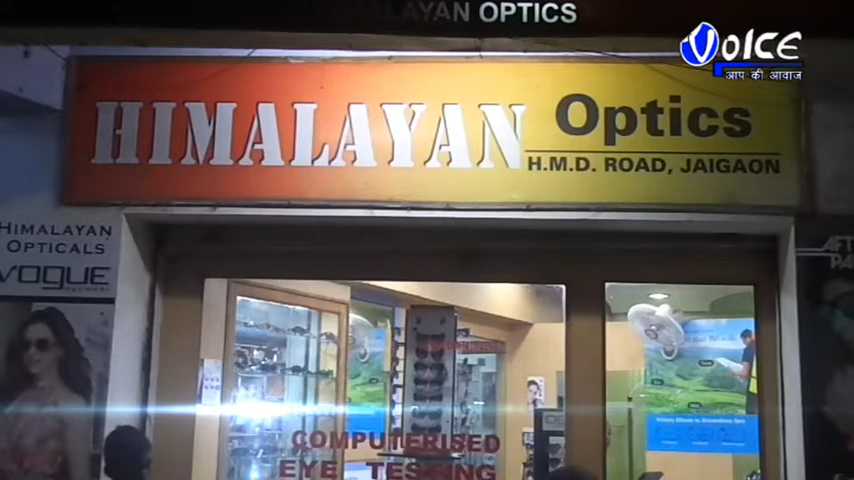 HIMALAYAN OPTICS
VOICE
आप की आवाज
HIMALAYAN Optics
H.M.D. ROAD, JAIGAON
HIMALAYAN
OPTICALS
VOGUE
COMPUTERISED
EYE TESTING